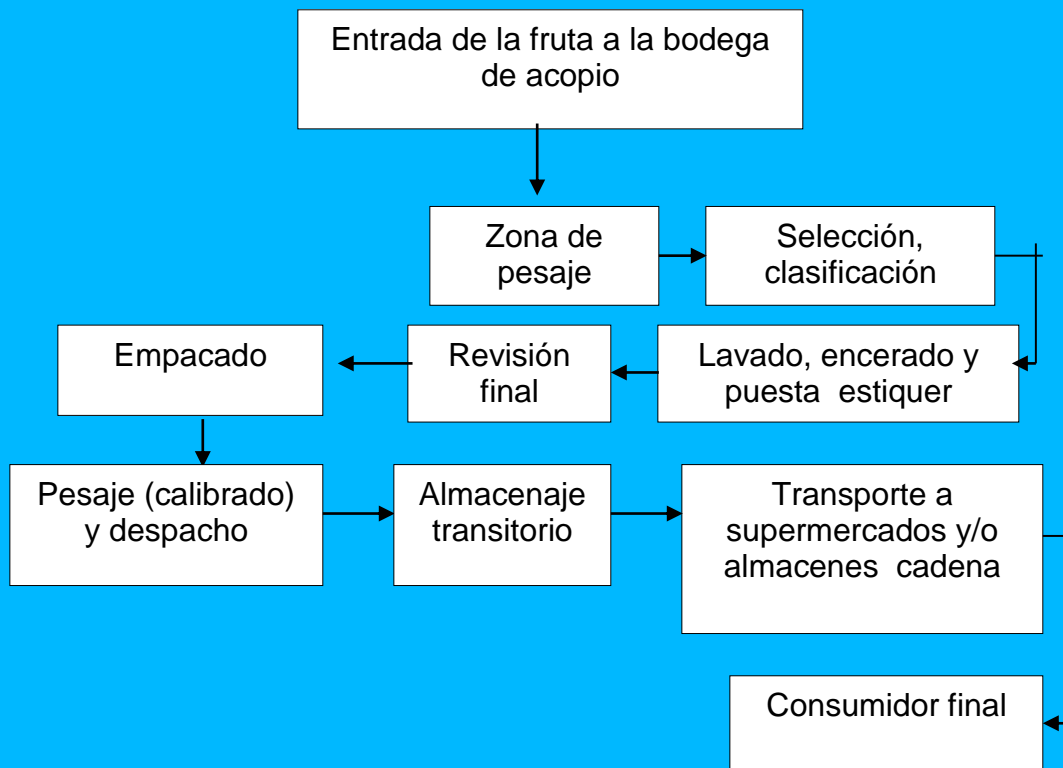 Entrada de la fruta a la bodega
de acopio
Zona de
pesaje
Selección,
clasificación
Lavado, encerado y
puesta estiquer
Revisión
final
Empacado
Pesaje (calibrado)
y despacho
Almacenaje
transitorio
Transporte a
supermercados y/o
almacenes cadena
Consumidor final